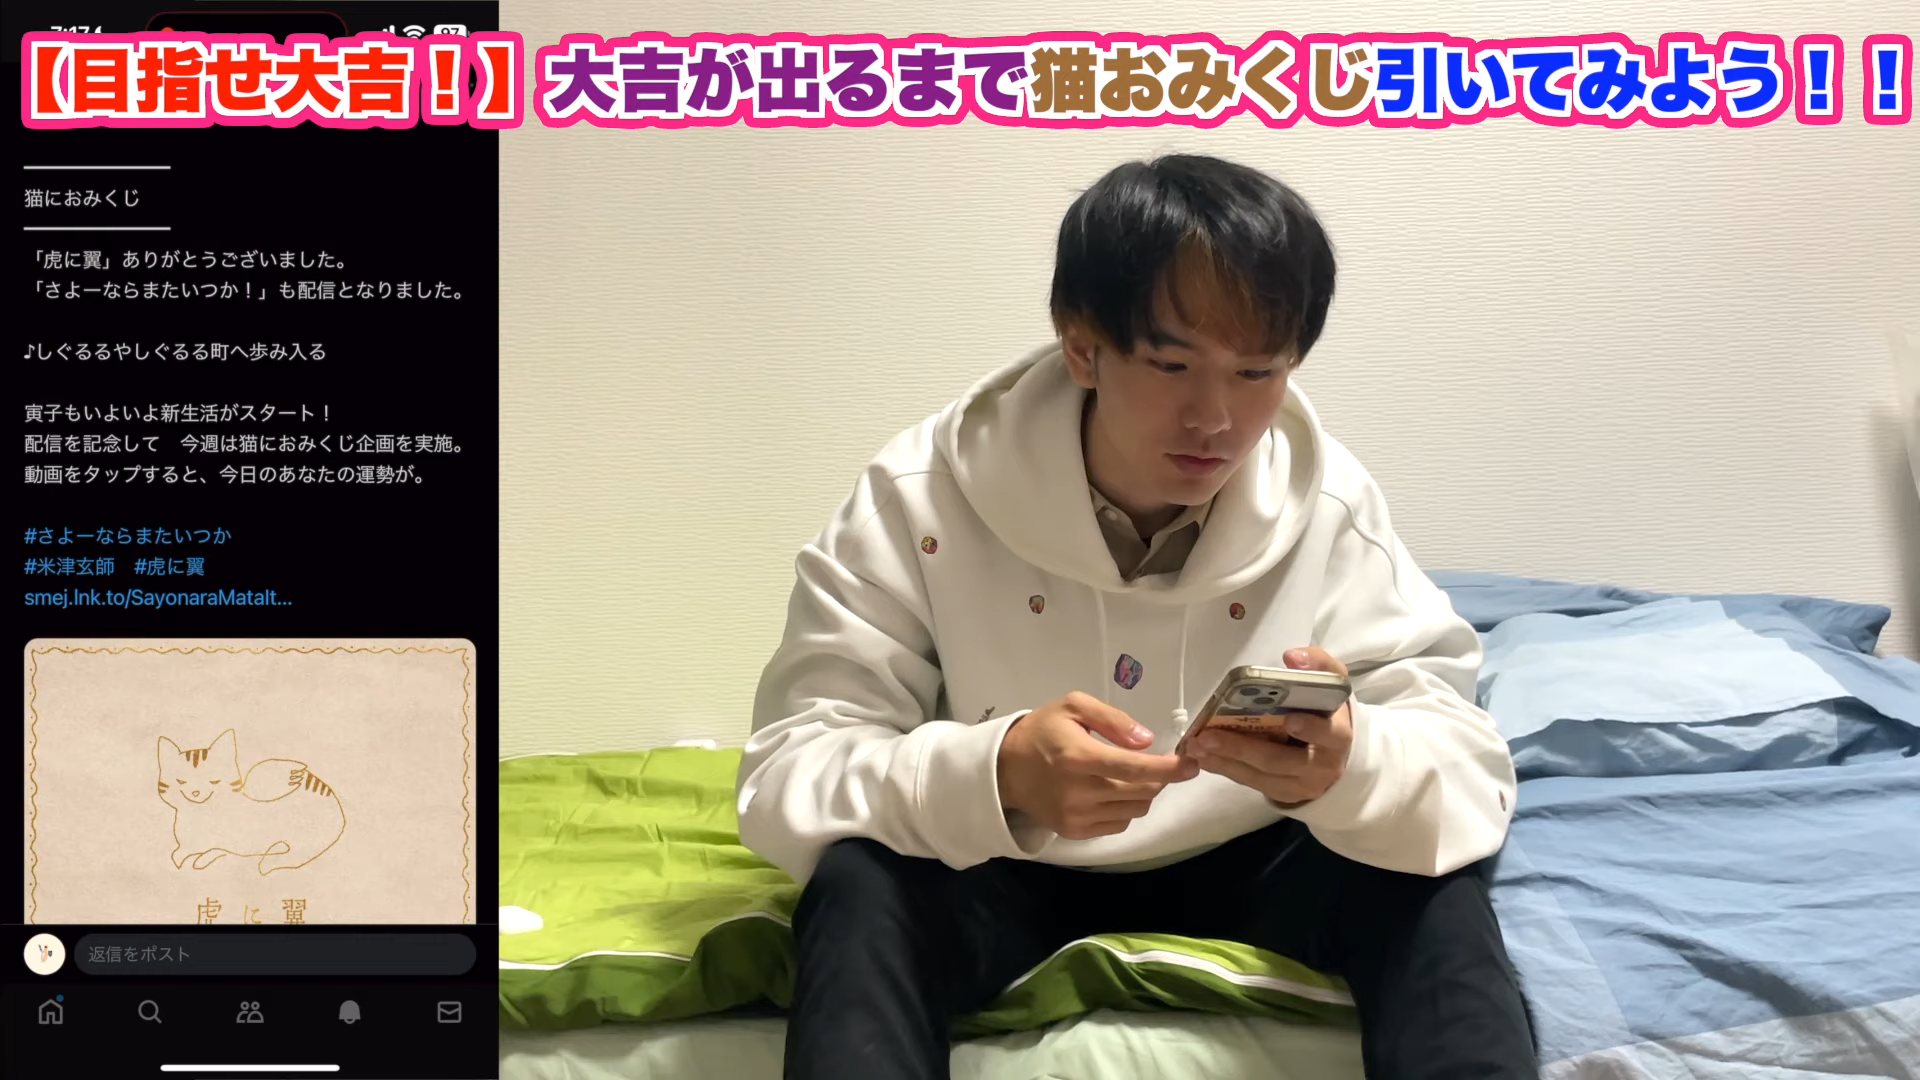 【目指せ大吉！】大吉が出るまで猫おみくじ引いてみよう！！
猫におみくじ
「虎に翼」ありがとうございました。
「さよーならまたいつか！」も配信となりました。
♪しぐるるやしぐるる町へ歩み入る
寅子もいよいよ新生活がスタート！
配信を記念して　今週は猫におみくじ企画を実施。
動画をタップすると、今日のあなたの運勢が。
#さよーならまたいつか
#米津玄師　#虎に翼
smej.lnk.to/SayonaraMataIt...
虎に翼
返信をポスト